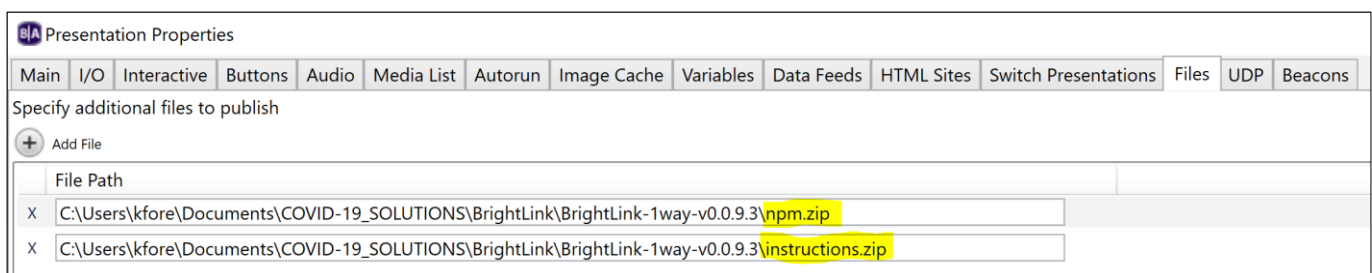 B|A Presentation Properties
Main I/O Interactive Buttons Audio Media List Autorun Image Cache Variables Data Feeds HTML Sites Switch Presentations Files UDP Beacons
Specify additional files to publish
+ Add File
File Path
X C:\Users\kfore\Documents\COVID-19_SOLUTIONS\BrightLink\BrightLink-1way-v0.0.9.3\npm.zip
X C:\Users\kfore\Documents\COVID-19_SOLUTIONS\BrightLink\BrightLink-1way-v0.0.9.3\instructions.zip